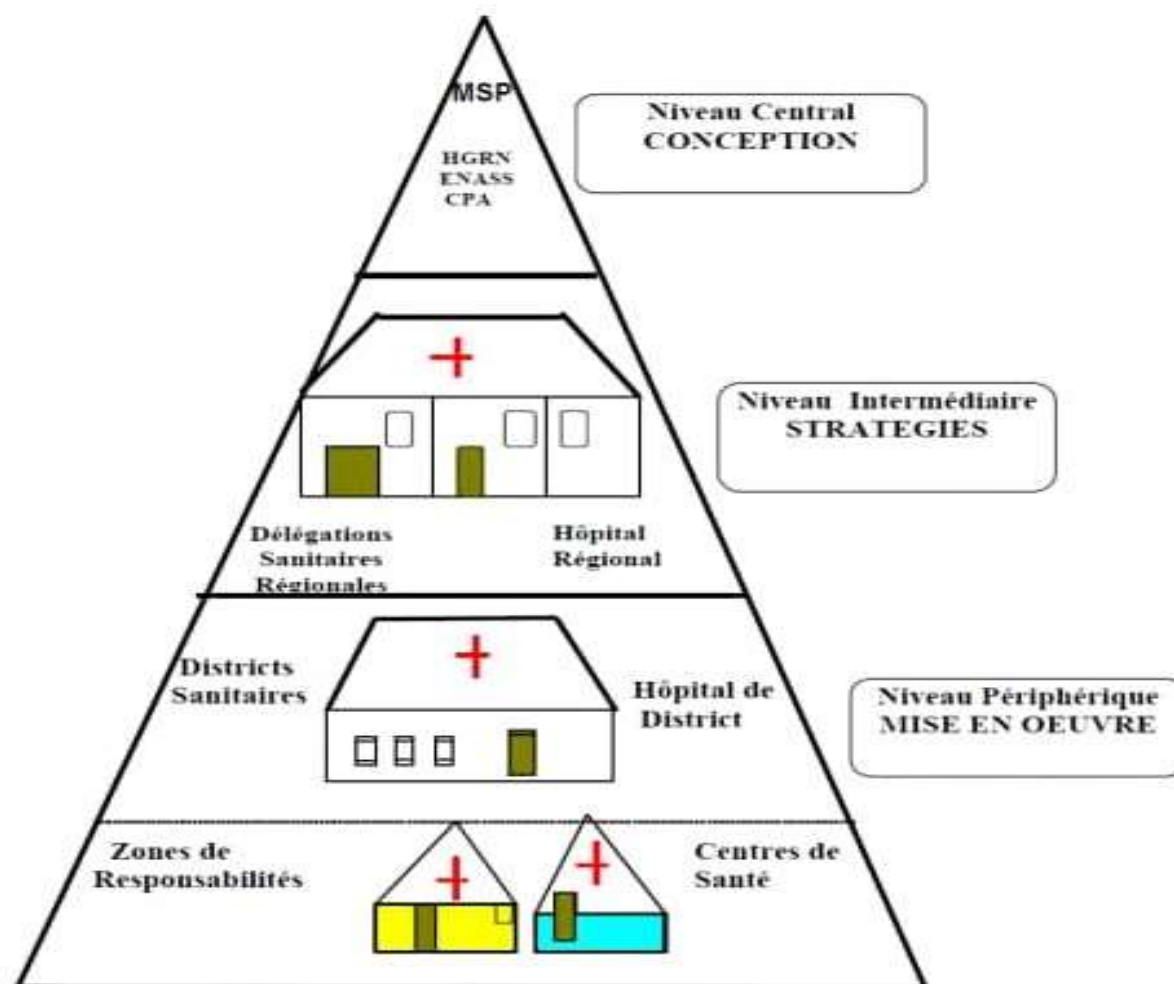 MSP
HGRN
ENASS
CPA
Niveau Central
CONCEPTION
Niveau Intermédiaire
STRATEGIES
Délégations
Sanitaires
Régionales
Hôpital
Régional
Districts
Sanitaires
Hôpital de
District
Niveau Périphérique
MISE EN OEUVRE
Zones de
Responsabilités
Centres de
Santé